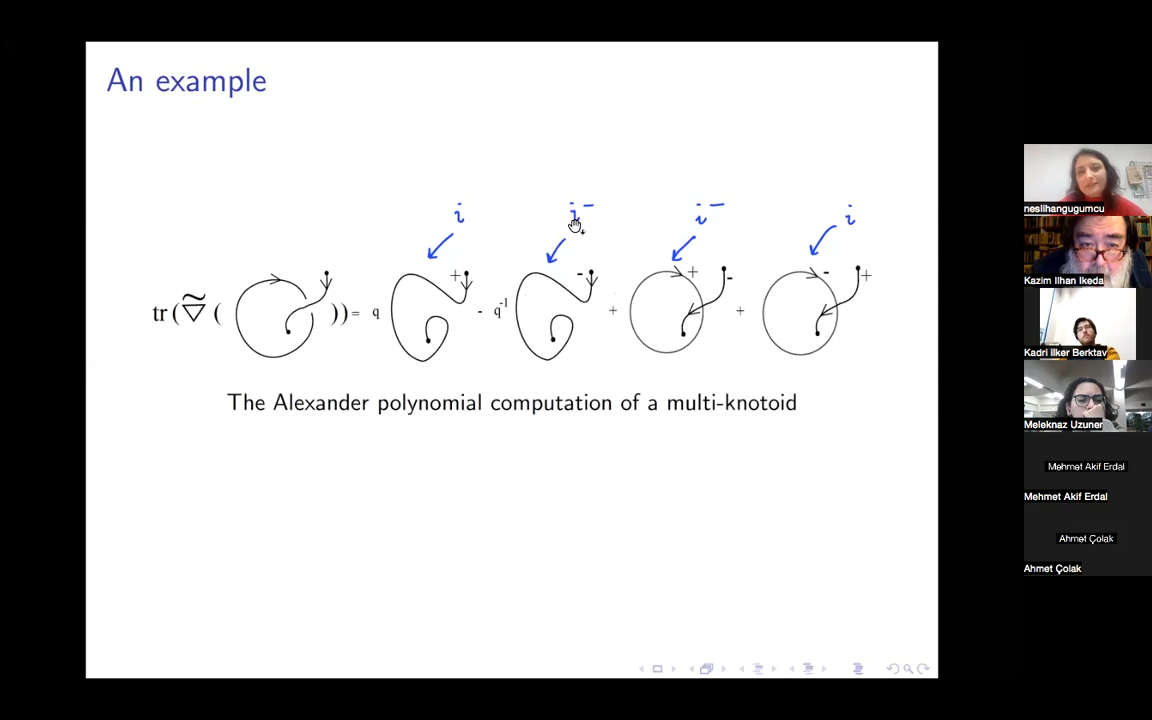 An example
i i⁻ i⁻ i
tr(∇̃( ))= q + - q⁻¹ - + + - + - +
The Alexander polynomial computation of a multi-knotoid
neslihangugumcu
Kazim Ilhan Ikeda
Kadri ilker Berktav
Meleknaz Uzuner
Mehmet Akif Erdal
Mehmet Akif Erdal
Ahmet Çolak
Ahmet Çolak